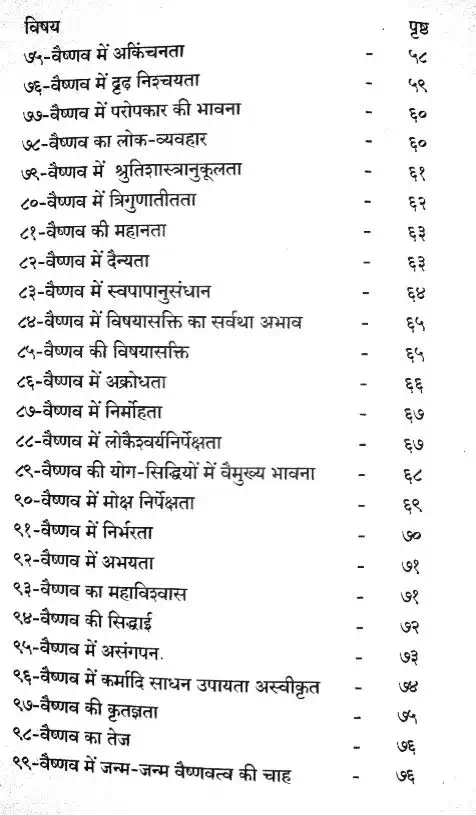 विषय पृष्ठ
७५-वैष्णव में अकिंचनता - ५८
७६-वैष्णव में दृढ़ निश्चयता - ५९
७७-वैष्णव में परोपकार की भावना - ६०
७८-वैष्णव का लोक-व्यवहार - ६०
७९-वैष्णव में श्रुतिशास्त्रानुकूलता - ६१
८०-वैष्णव में त्रिगुणातीतता - ६२
८१-वैष्णव की महानता - ६३
८२-वैष्णव में दैन्यता - ६३
८३-वैष्णव में स्वपापानुसंधान - ६४
८४-वैष्णव में विषयासक्ति का सर्वथा अभाव - ६५
८५-वैष्णव की विषयासक्ति - ६५
८६-वैष्णव में अक्रोधता - ६६
८७-वैष्णव में निर्मोहता - ६७
८८-वैष्णव में लोकैश्वर्यनिर्पेक्षता - ६७
८९-वैष्णव की योग-सिद्धियों में वैमुख्य भावना - ६८
९०-वैष्णव में मोक्ष निर्पेक्षता - ६९
९१-वैष्णव में निर्भरता - ७०
९२-वैष्णव में अभयता - ७१
९३-वैष्णव का महाविश्वास - ७१
९४-वैष्णव की सिद्धाई - ७२
९५-वैष्णव में असंगपन. - ७३
९६-वैष्णव में कर्मादि साधन उपायता अस्वीकृत - ७४
९७-वैष्णव की कृतज्ञता - ७५
९८-वैष्णव का तेज - ७६
९९-वैष्णव में जन्म-जन्म वैष्णवत्व की चाह - ७६